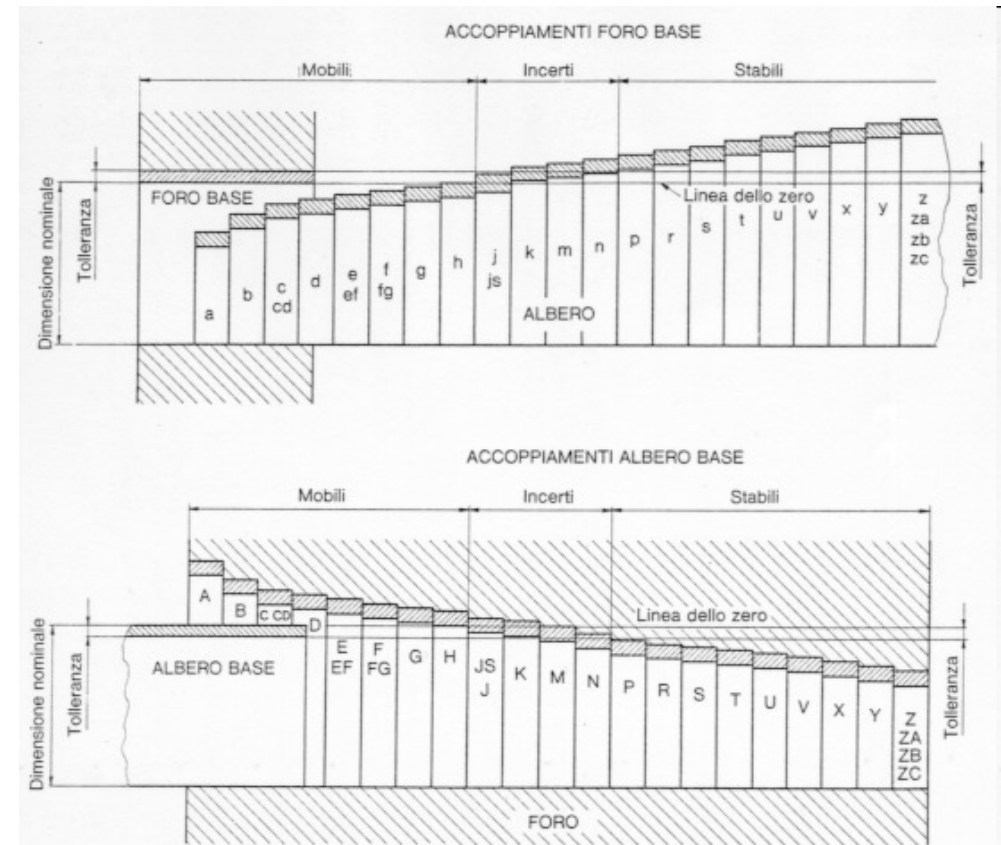 ACCOPPIAMENTI FORO BASE
Mobili
Incerti
Stabili
Dimensione nominale
Tolleranza
FORO BASE
Linea dello zero
a
b
c
cd
d
e
ef
f
fg
g
h
j
js
k
m
n
p
r
s
t
u
v
x
y
z
za
zb
zc
ALBERO
Tolleranza
ACCOPPIAMENTI ALBERO BASE
Mobili
Incerti
Stabili
Dimensione nominale
Tolleranza
ALBERO BASE
Linea dello zero
A
B
C CD
D
E
EF
F
FG
G
H
JS
J
K
M
N
P
R
S
T
U
V
X
Y
Z
ZA
ZB
ZC
Tolleranza
FORO